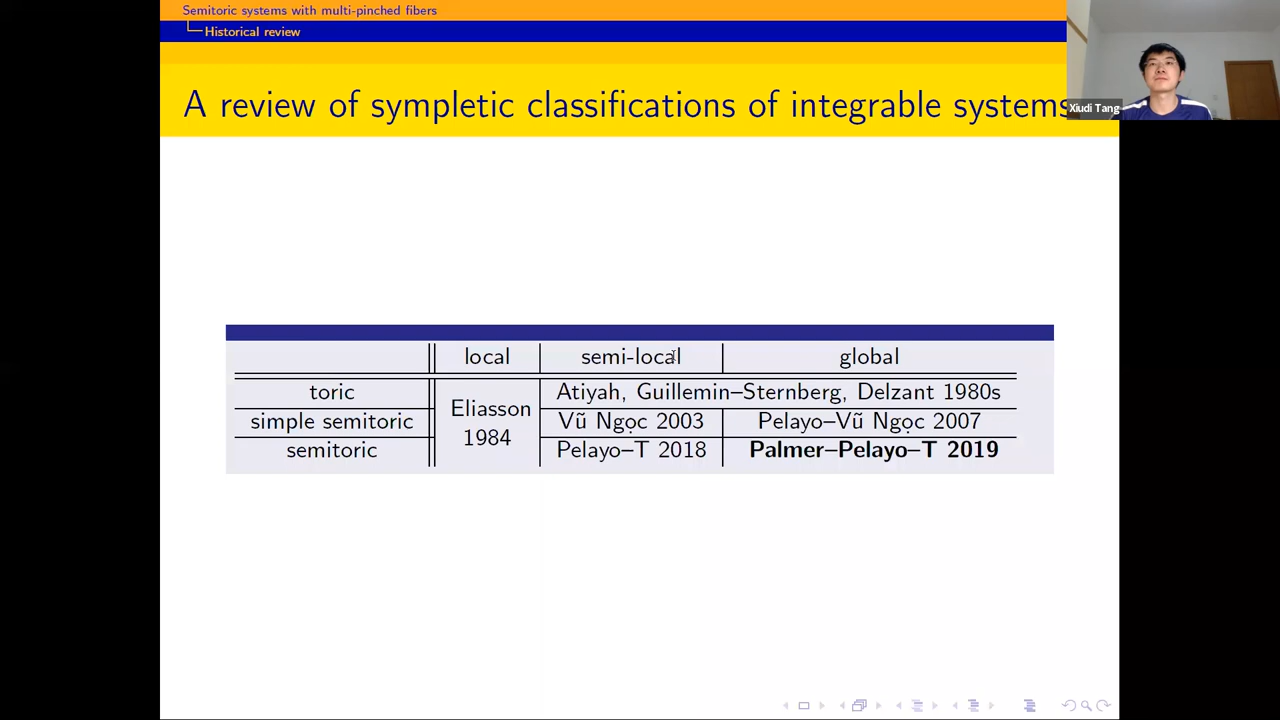 Semitoric systems with multi-pinched fibers
Historical review
A review of sympletic classifications of integrable systems
Xiudi Tang
local semi-local global
toric Eliasson 1984 Atiyah, Guillemin–Sternberg, Delzant 1980s
simple semitoric Vũ Ngọc 2003 Pelayo–Vũ Ngọc 2007
semitoric Pelayo–T 2018 Palmer–Pelayo–T 2019